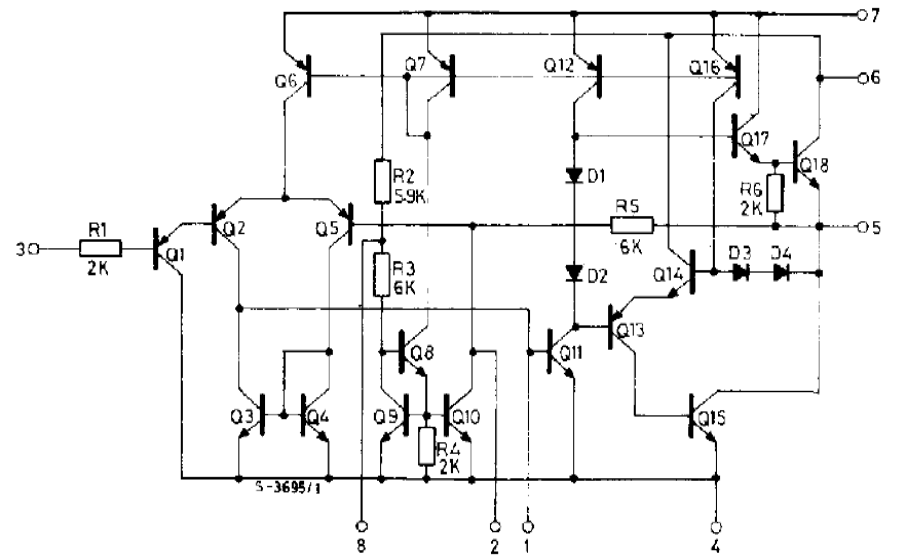 7
Q6
Q7
Q12
Q16
6
Q17
Q18
R2
5.9K
D1
R6
2K
R5
6K
5
3
R1
2K
Q1
Q2
Q5
R3
6K
D2
Q14
D3
D4
Q13
Q8
Q11
Q3
Q4
Q9
Q10
Q15
R4
2K
S-3695/1
8
2
1
4